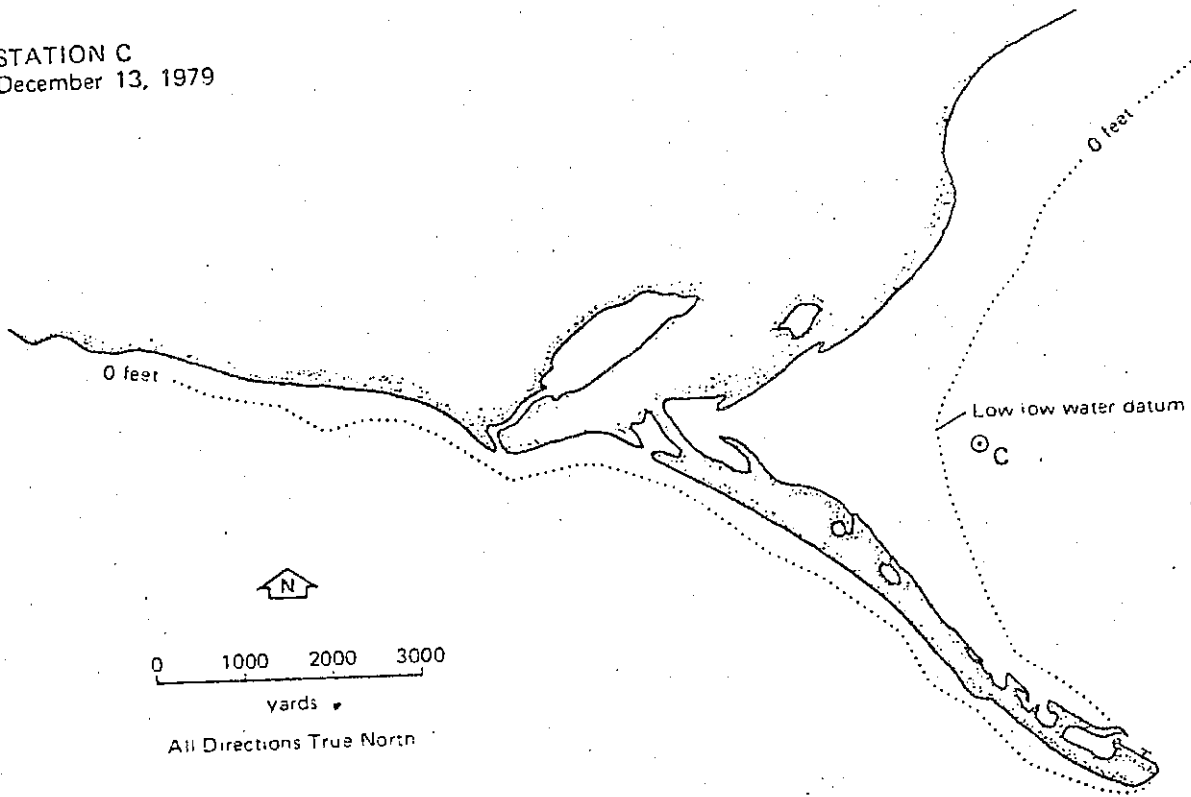 STATION C
December 13, 1979
0 feet
0 feet
Low low water datum
C
N
0 1000 2000 3000
yards
All Directions True North